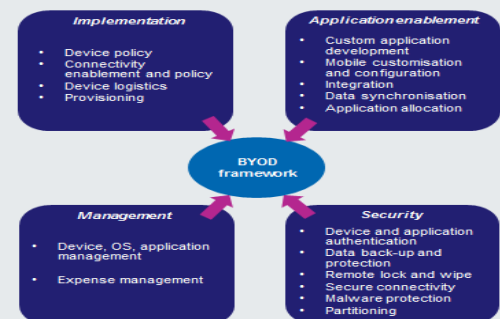 Implementation
• Device policy
• Connectivity
enablement and policy
• Device logistics
• Provisioning
Application enablement
• Custom application
development
• Mobile customisation
and configuration
• Integration
• Data synchronisation
• Application allocation
BYOD
framework
Management
• Device, OS, application
management
• Expense management
Security
• Device and application
authentication
• Data back-up and
protection
• Remote lock and wipe
• Secure connectivity
• Malware protection
• Partitioning